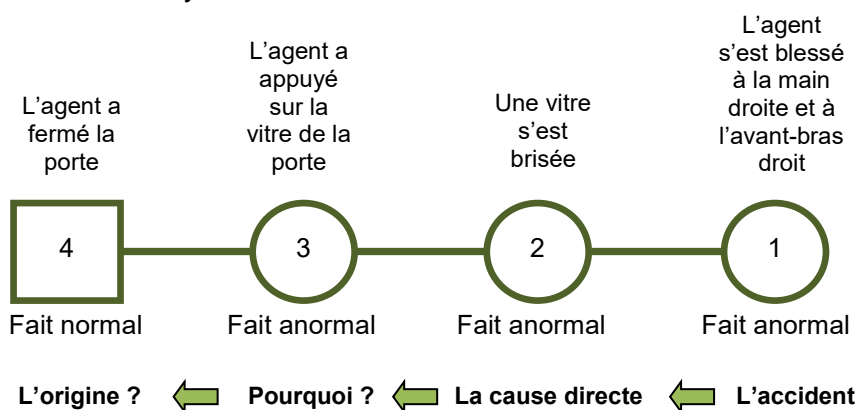 L'agent a
fermé la
porte
L'agent a
appuyé
sur la
vitre de la
porte
Une vitre
s'est
brisée
L'agent
s'est blessé
à la main
droite et à
l'avant-bras
droit
4
3
2
1
Fait normal
Fait anormal
Fait anormal
Fait anormal
L'origine ?
Pourquoi ?
La cause directe
L'accident